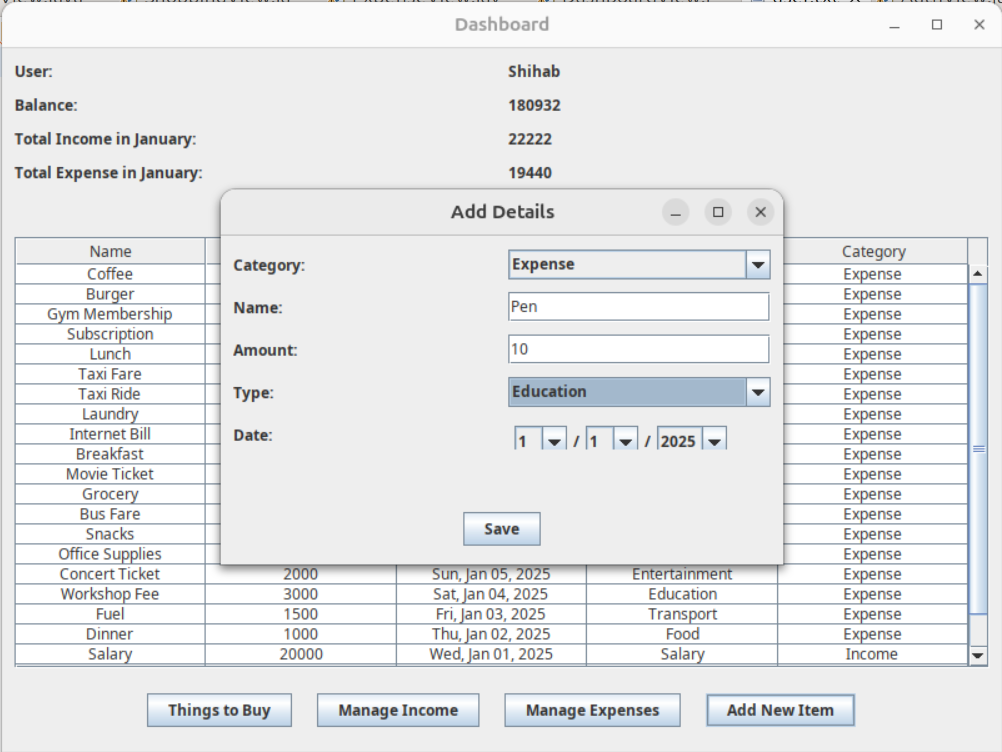 Dashboard
User: Shihab
Balance: 180932
Total Income in January: 22222
Total Expense in January: 19440
Add Details
Category: Expense
Name: Pen
Amount: 10
Type: Education
Date: 1 / 1 / 2025
Save
Name Category
Coffee Expense
Burger Expense
Gym Membership Expense
Subscription Expense
Lunch Expense
Taxi Fare Expense
Taxi Ride Expense
Laundry Expense
Internet Bill Expense
Breakfast Expense
Movie Ticket Expense
Grocery Expense
Bus Fare Expense
Snacks Expense
Office Supplies Expense
Concert Ticket 2000 Sun, Jan 05, 2025 Entertainment Expense
Workshop Fee 3000 Sat, Jan 04, 2025 Education Expense
Fuel 1500 Fri, Jan 03, 2025 Transport Expense
Dinner 1000 Thu, Jan 02, 2025 Food Expense
Salary 20000 Wed, Jan 01, 2025 Salary Income
Things to Buy Manage Income Manage Expenses Add New Item